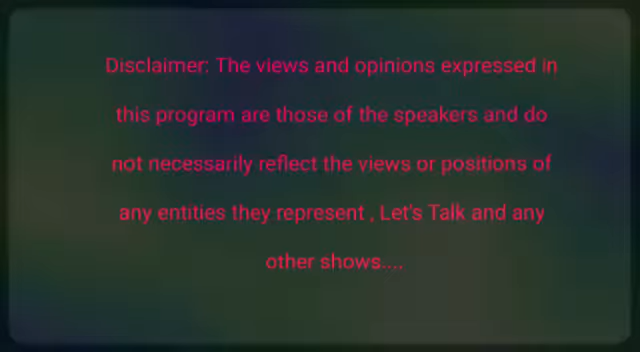 Disclaimer: The views and opinions expressed in
this program are those of the speakers and do
not necessarily reflect the views or positions of
any entities they represent , Let's Talk and any
other shows....